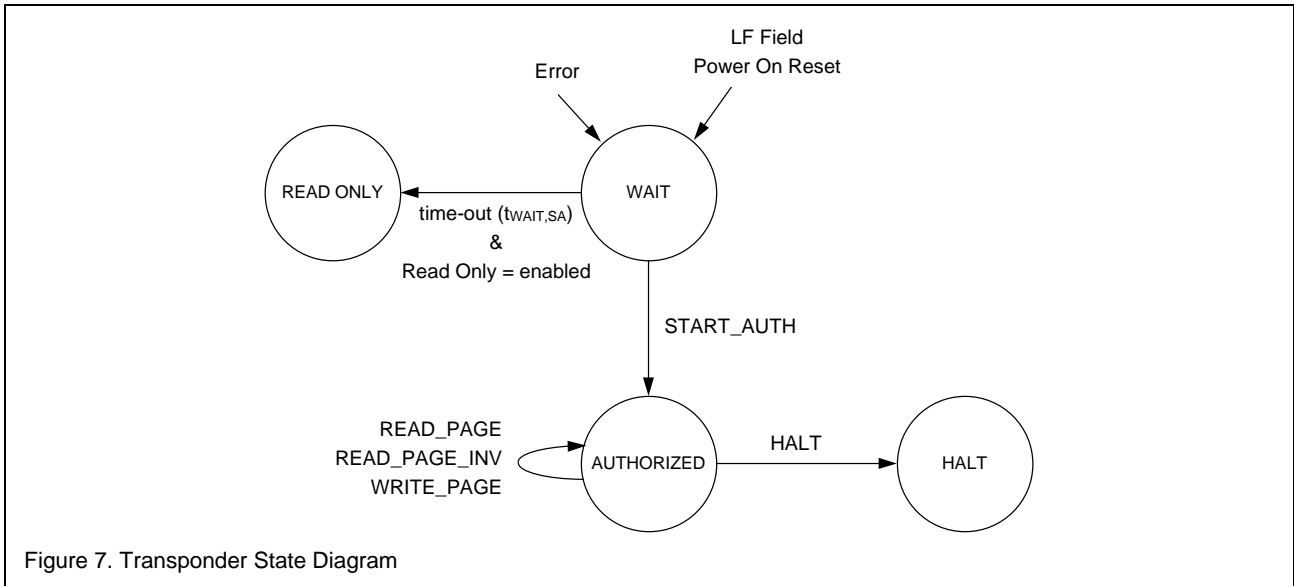 LF Field
Power On Reset
Error
READ ONLY
WAIT
time-out (tWAIT,SA)
&
Read Only = enabled
START_AUTH
READ_PAGE
READ_PAGE_INV
WRITE_PAGE
AUTHORIZED
HALT
HALT
Figure 7. Transponder State Diagram